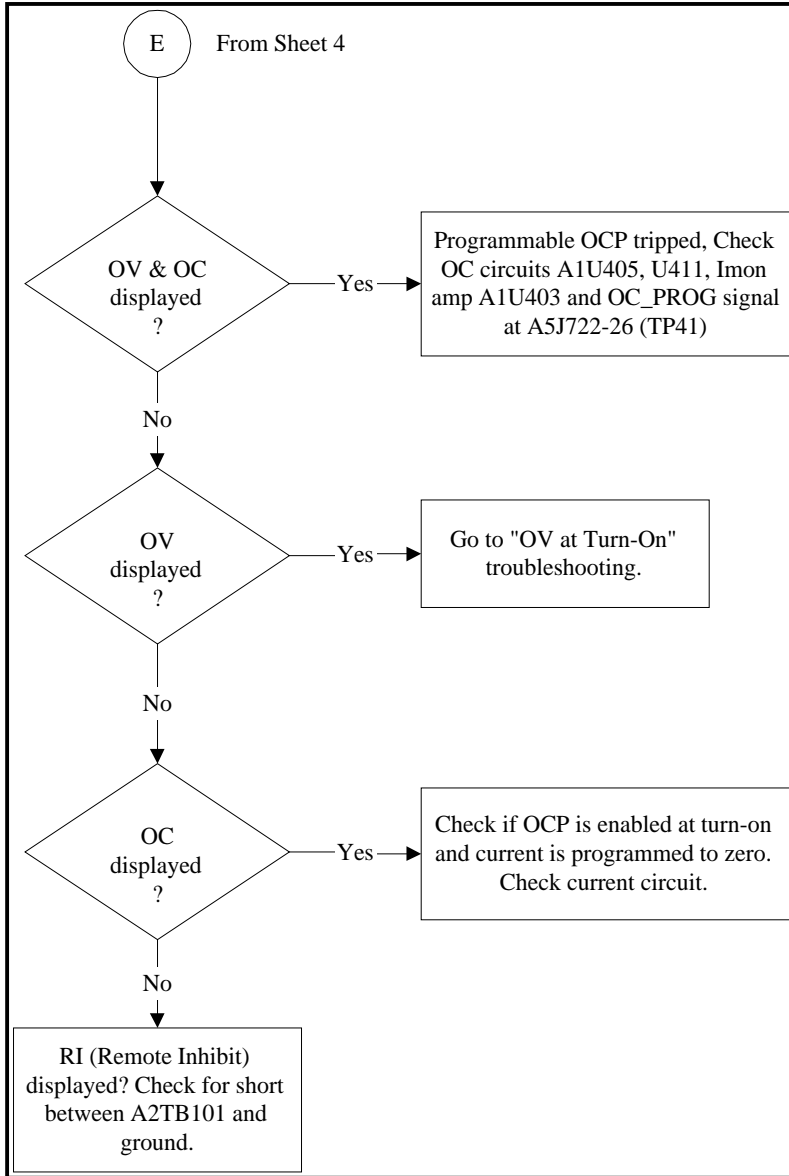 E
From Sheet 4
OV & OC
displayed
?
Yes
Programmable OCP tripped, Check
OC circuits A1U405, U411, Imon
amp A1U403 and OC_PROG signal
at A5J722-26 (TP41)
No
OV
displayed
?
Yes
Go to "OV at Turn-On"
troubleshooting.
No
OC
displayed
?
Yes
Check if OCP is enabled at turn-on
and current is programmed to zero.
Check current circuit.
No
RI (Remote Inhibit)
displayed? Check for short
between A2TB101 and
ground.